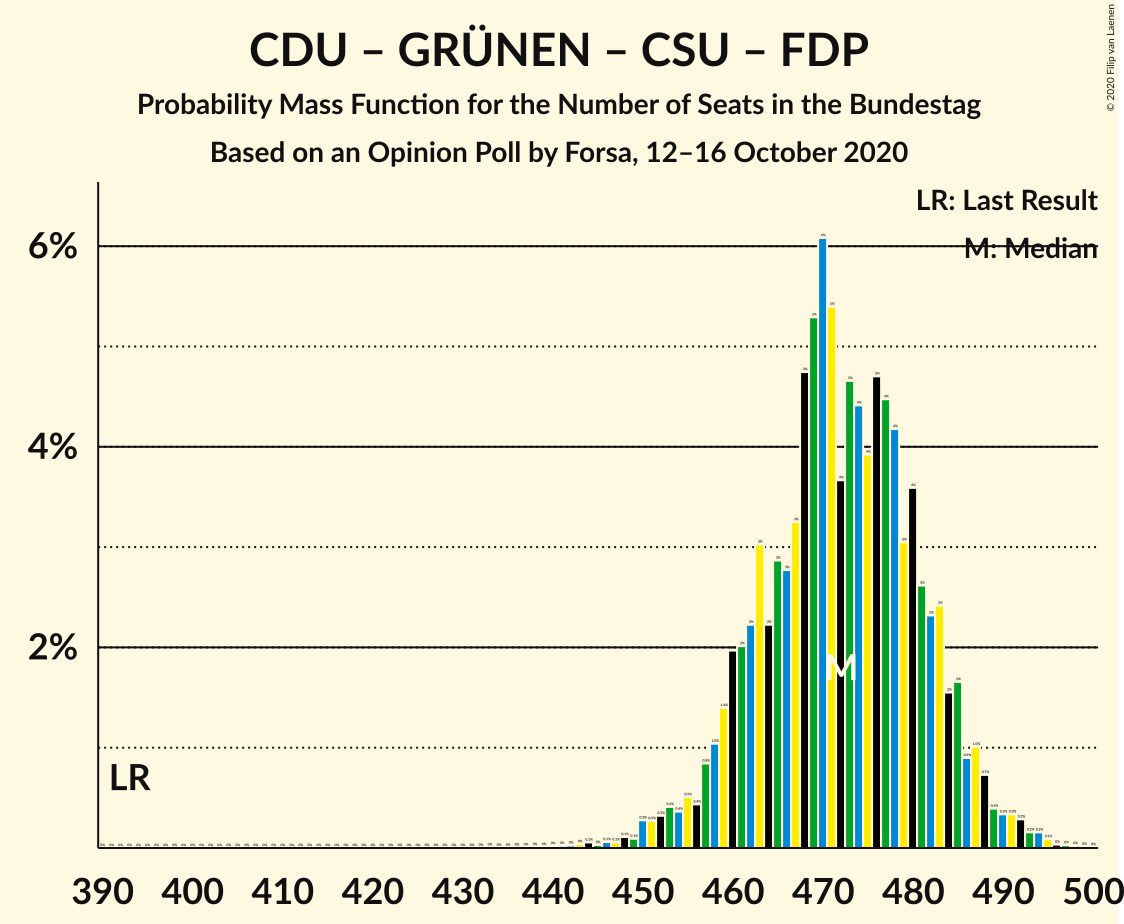 CDU – GRÜNEN – CSU – FDP
Probability Mass Function for the Number of Seats in the Bundestag
Based on an Opinion Poll by Forsa, 12–16 October 2020
© 2020 Filip van Laenen
LR: Last Result
M: Median
6%
4%
2%
LR
M
390 400 410 420 430 440 450 460 470 480 490 500